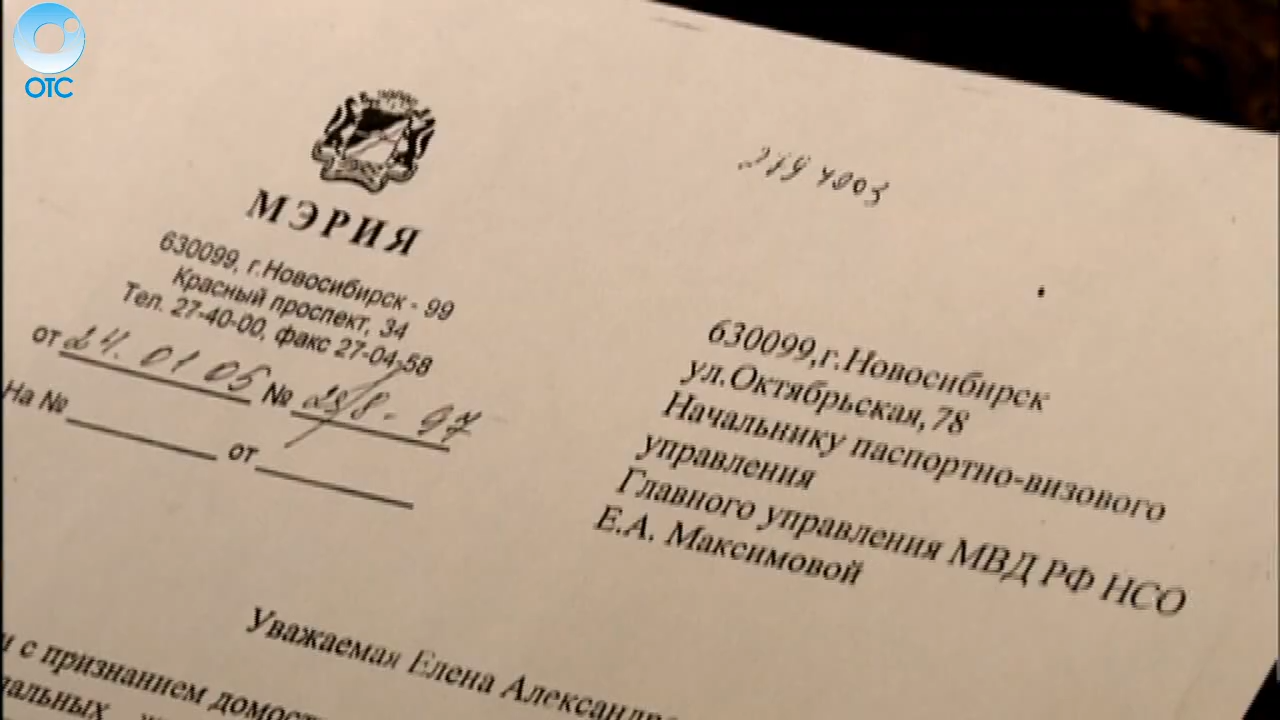 ОТС
МЭРИЯ
630099, г.Новосибирск - 99
Красный проспект, 34
Тел. 27-40-00, факс 27-04-58
от 24.01 05 №
На № от
630099,г.Новосибирск
ул.Октябрьская,78
Начальнику паспортно-визового
управления
Главного управления МВД РФ НСО
Е.А. Максимовой
Уважаемая Елена
с признанием